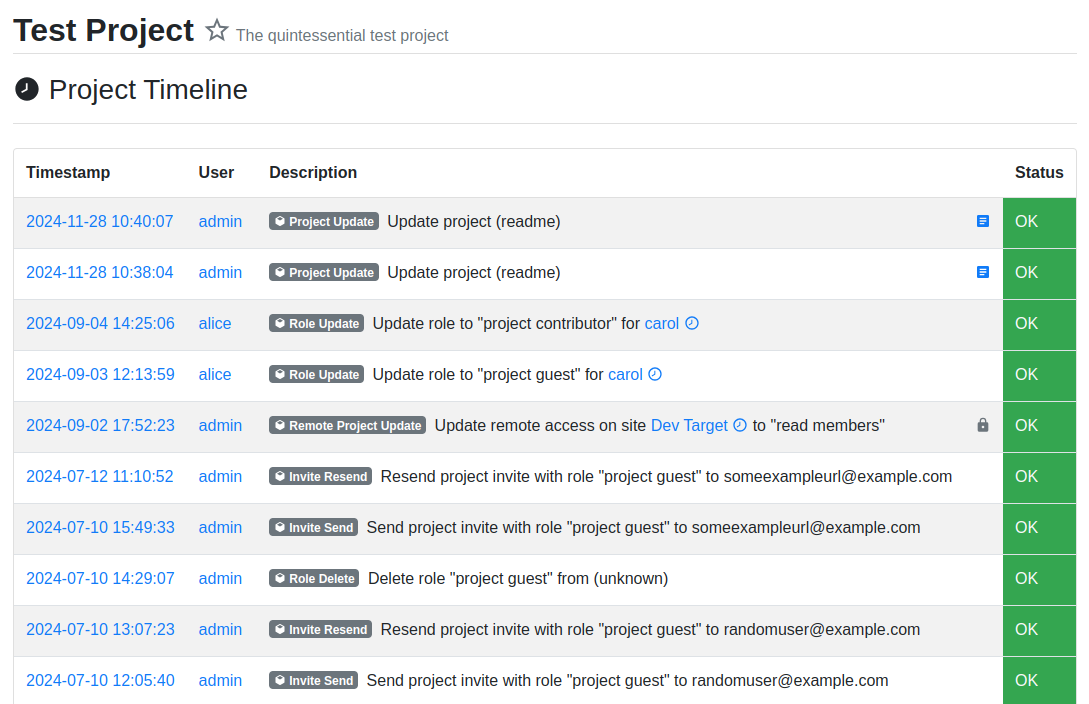 Test Project The quintessential test project
Project Timeline
Timestamp User Description Status
2024-11-28 10:40:07 admin Project Update Update project (readme) OK
2024-11-28 10:38:04 admin Project Update Update project (readme) OK
2024-09-04 14:25:06 alice Role Update Update role to "project contributor" for carol OK
2024-09-03 12:13:59 alice Role Update Update role to "project guest" for carol OK
2024-09-02 17:52:23 admin Remote Project Update Update remote access on site Dev Target to "read members" OK
2024-07-12 11:10:52 admin Invite Resend Resend project invite with role "project guest" to someexampleurl@example.com OK
2024-07-10 15:49:33 admin Invite Send Send project invite with role "project guest" to someexampleurl@example.com OK
2024-07-10 14:29:07 admin Role Delete Delete role "project guest" from (unknown) OK
2024-07-10 13:07:23 admin Invite Resend Resend project invite with role "project guest" to randomuser@example.com OK
2024-07-10 12:05:40 admin Invite Send Send project invite with role "project guest" to randomuser@example.com OK